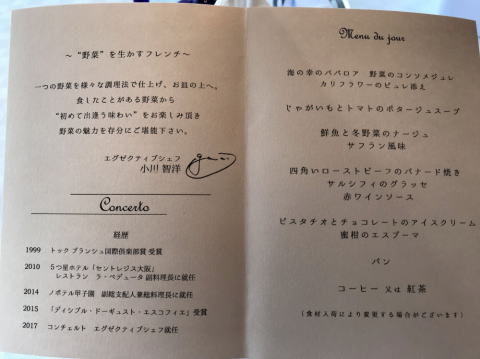 ～“野菜”を生かすフレンチ～
一つの野菜を様々な調理法で仕上げ、お皿の上へ。
食したことがある野菜から
“初めて出逢う味わい”をお楽しみ頂き
野菜の魅力を存分にご堪能下さい。
エグゼクティブシェフ
小川 智洋
Concerto
経歴
1999 トック ブランシュ国際倶楽部賞 受賞
2010 5つ星ホテル「セントレジス大阪」
レストラン ラ・ベデュータ 副料理長に就任
2014 ノボテル甲子園 副総支配人兼総料理長に就任
2015 「ディシプル・ドーギュスト・エスコフィエ」受賞
2017 コンチェルト エグゼクティブシェフ就任
Menu du jour
海の幸のババロア 野菜のコンソメジュレ
カリフラワーのピュレ添え
じゃがいもとトマトのポタージュスープ
鮮魚と冬野菜のナージュ
サフラン風味
四角いローストビーフのパナード焼き
サルシフィのグラッセ
赤ワインソース
ピスタチオとチョコレートのアイスクリーム
蜜柑のエスプーマ
パン
コーヒー 又は 紅茶
（食材入荷により変更する場合がございます）